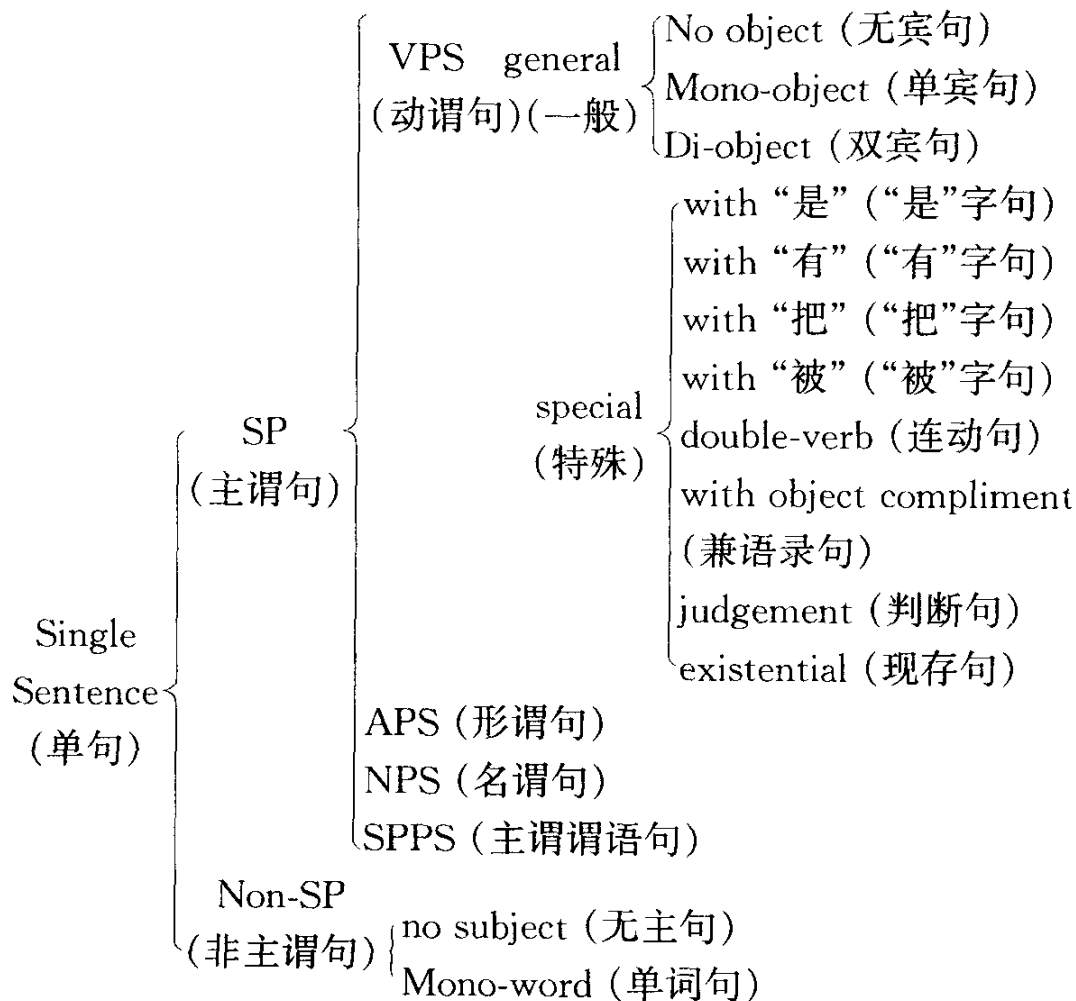 VPS general
(动谓句)(一般)
No object (无宾句)
Mono-object (单宾句)
Di-object (双宾句)
special
(特殊)
with “是” (“是”字句)
with “有” (“有”字句)
with “把” (“把”字句)
with “被” (“被”字句)
double-verb (连动句)
with object compliment
(兼语录句)
judgement (判断句)
existential (现存句)
SP
(主谓句)
APS (形谓句)
NPS (名谓句)
SPPS (主谓谓语句)
Single
Sentence
(单句)
Non-SP
(非主谓句)
no subject (无主句)
Mono-word (单词句)